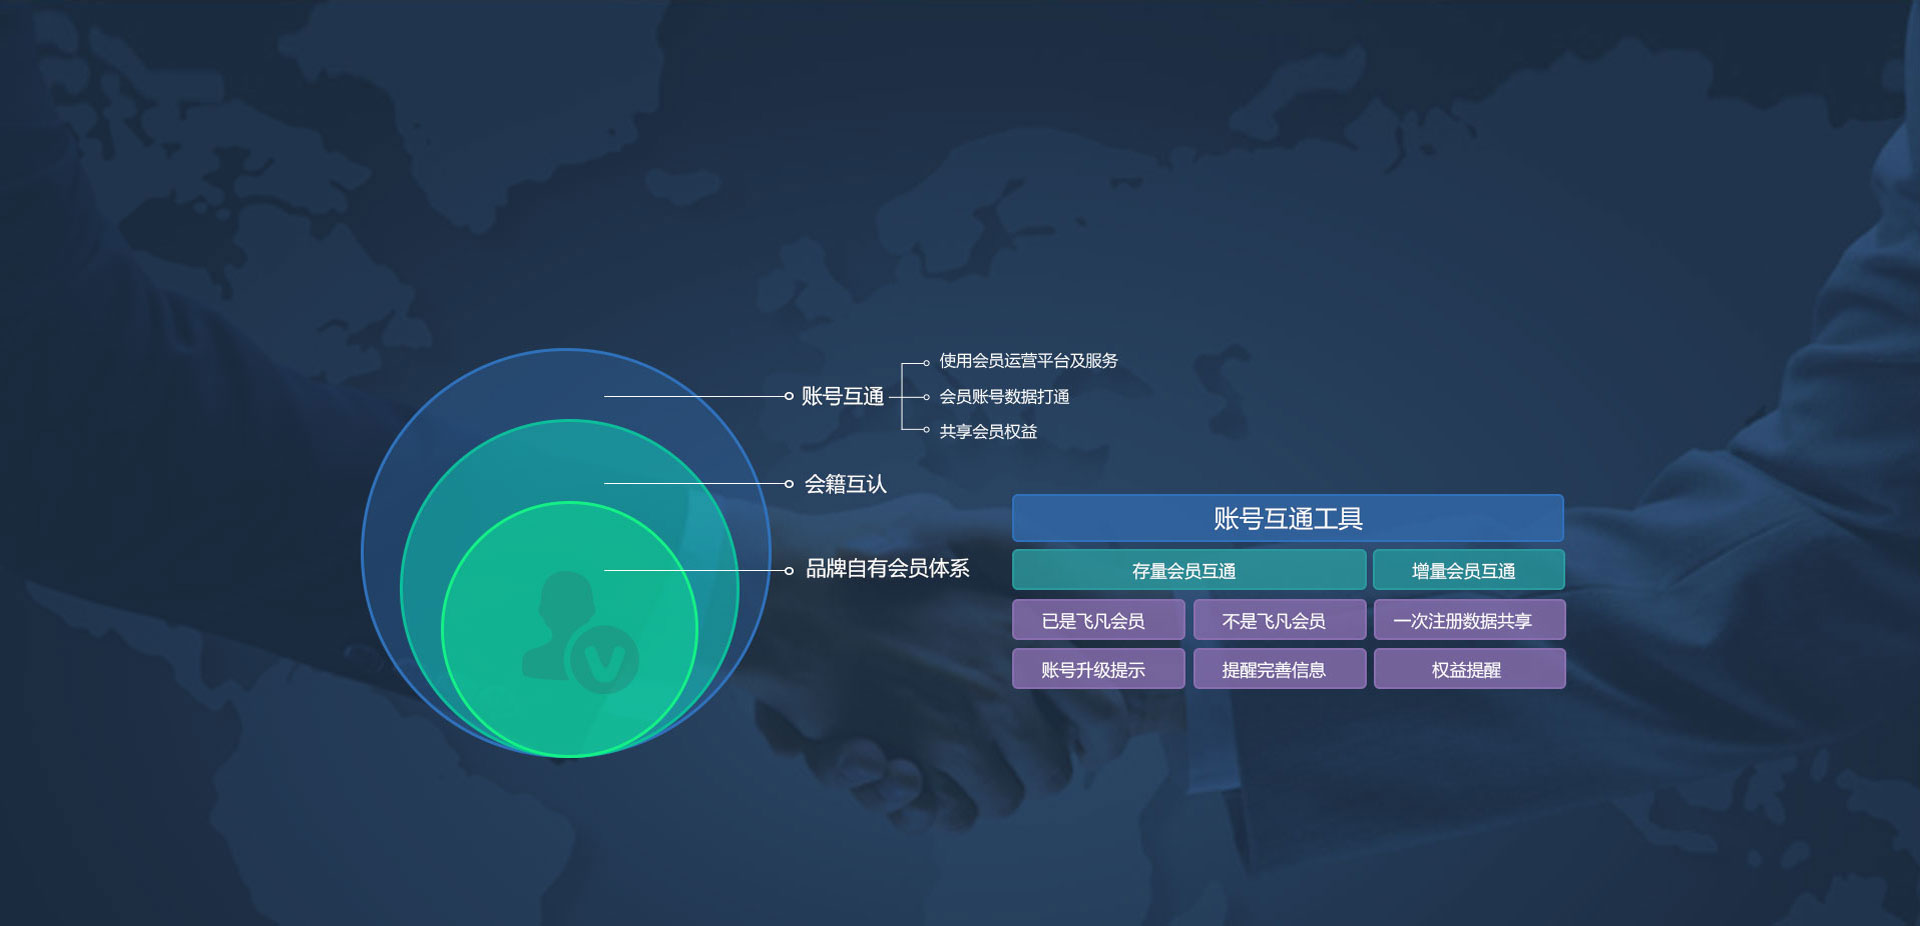 账号互通
使用会员运营平台及服务
会员账号数据打通
共享会员权益
会籍互认
品牌自有会员体系
账号互通工具
存量会员互通
增量会员互通
已是飞凡会员
不是飞凡会员
一次注册数据共享
账号升级提示
提醒完善信息
权益提醒